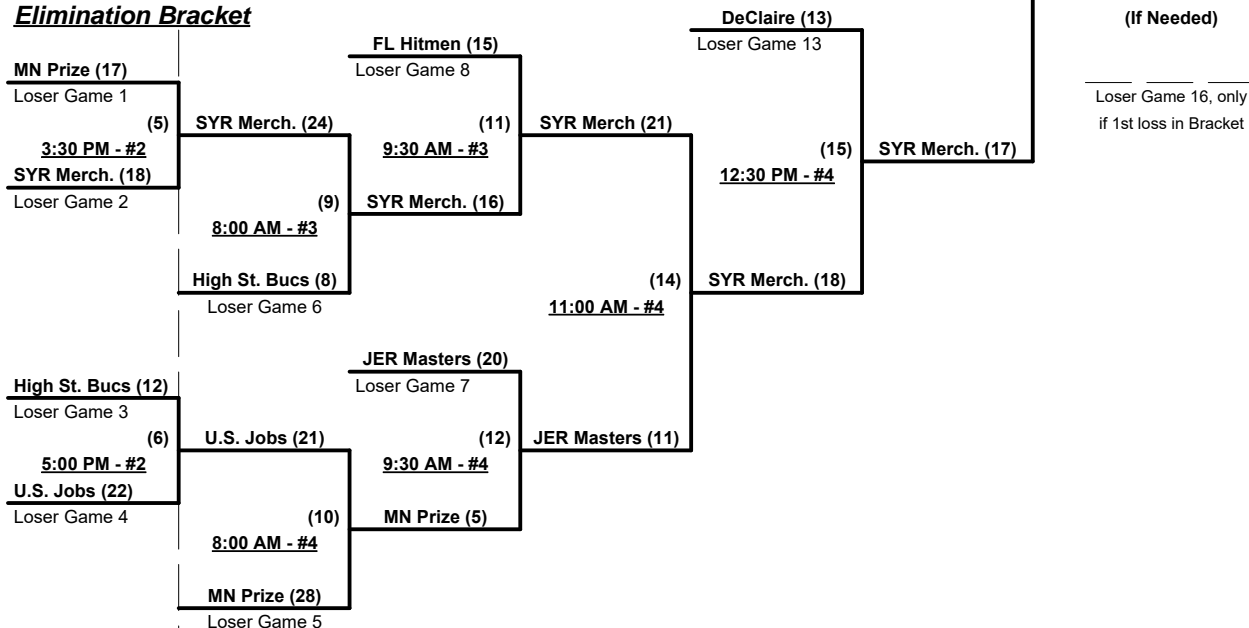 Elimination Bracket
DeClaire (13)
(If Needed)
Loser Game 13
FL Hitmen (15)
Loser Game 8
MN Prize (17)
Loser Game 1
Loser Game 16, only
if 1st loss in Bracket
(5)
SYR Merch. (24)
(11)
SYR Merch (21)
3:30 PM - #2
9:30 AM - #3
(15)
SYR Merch. (17)
SYR Merch. (18)
12:30 PM - #4
Loser Game 2
(9)
SYR Merch. (16)
8:00 AM - #3
High St. Bucs (8)
(14)
SYR Merch. (18)
Loser Game 6
11:00 AM - #4
JER Masters (20)
Loser Game 7
High St. Bucs (12)
Loser Game 3
(6)
U.S. Jobs (21)
(12)
JER Masters (11)
5:00 PM - #2
9:30 AM - #4
U.S. Jobs (22)
Loser Game 4
(10)
MN Prize (5)
8:00 AM - #4
MN Prize (28)
Loser Game 5